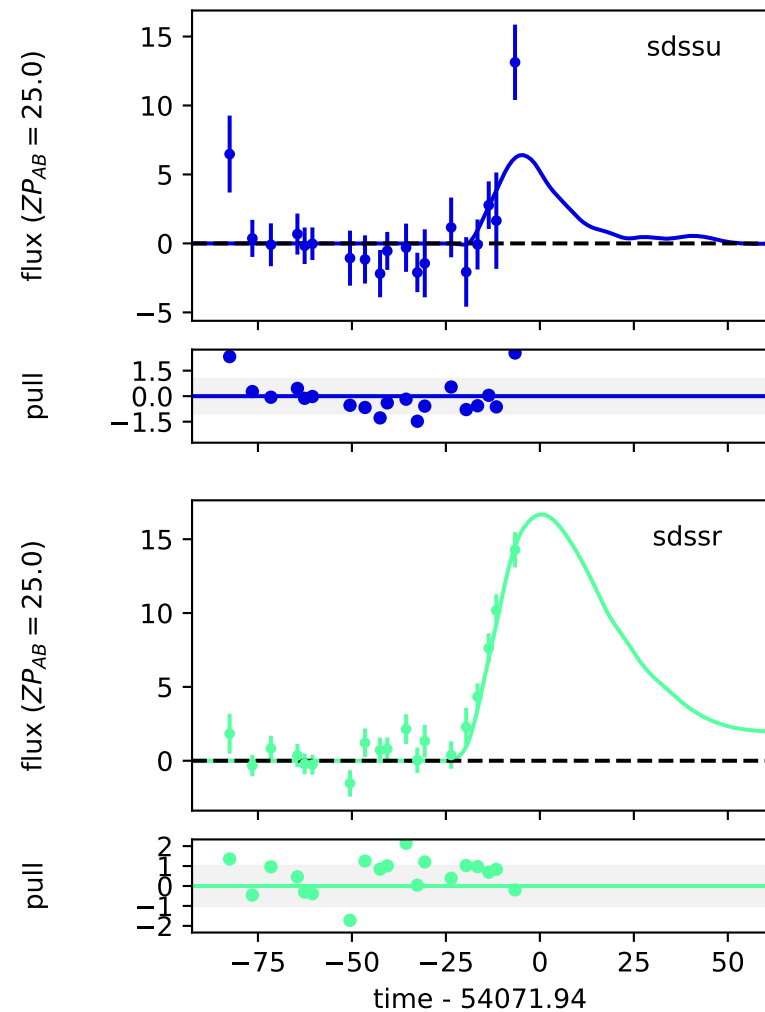 sdssu
flux (ZP_AB = 25.0)
15
10
5
0
−5
pull
1.5
0.0
−1.5
sdssr
flux (ZP_AB = 25.0)
15
10
5
0
pull
2
1
0
−1
−2
−75 −50 −25 0 25 50
time - 54071.94